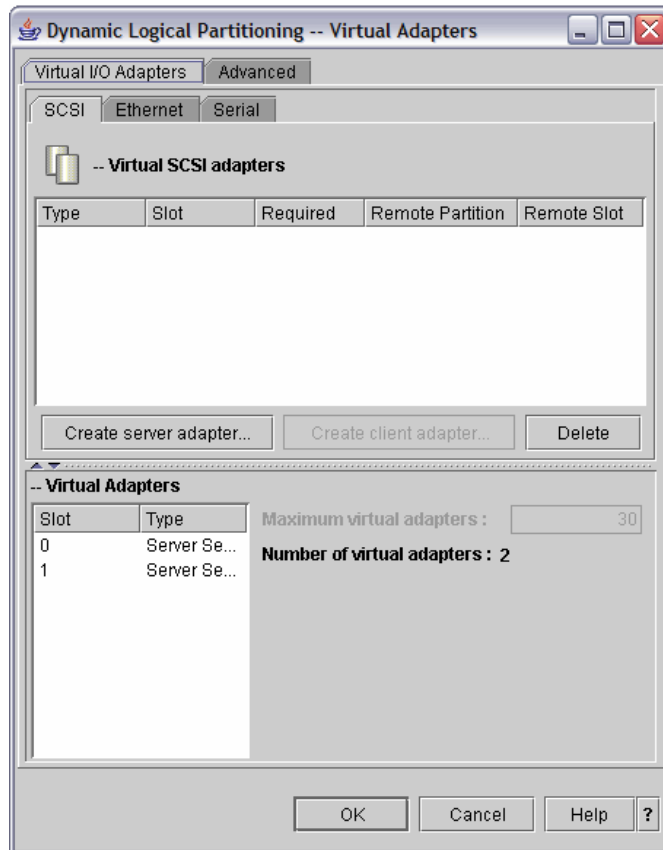 Dynamic Logical Partitioning -- Virtual Adapters
Virtual I/O Adapters Advanced
SCSI Ethernet Serial
-- Virtual SCSI adapters
Type Slot Required Remote Partition Remote Slot
Create server adapter... Create client adapter... Delete
-- Virtual Adapters
Slot Type Maximum virtual adapters : 30
0 Server Se...
Number of virtual adapters : 2
1 Server Se...
OK Cancel Help ?